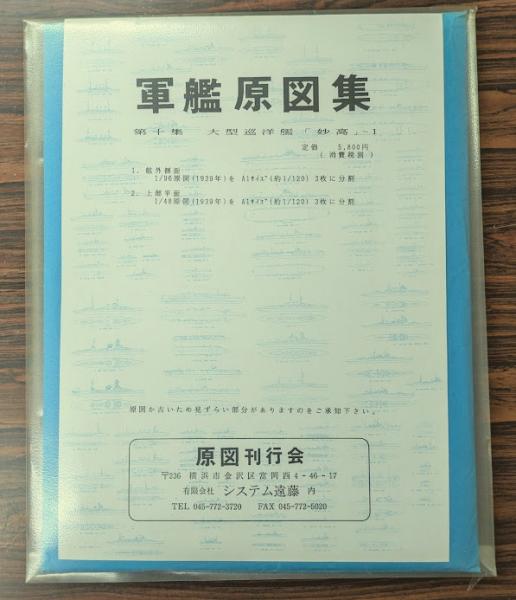 軍艦原図集
第十集 大型巡洋艦「妙高」-1
定価 5,800円
(消費税別)
1. 舷外側面
1/96原図(1939年)を A1サイズ(約1/120) 3枚に分割
2. 上部平面
1/48原図(1939年)を A1サイズ(約1/120) 3枚に分割
原図が古いため見ずらい部分がありますのをご承知下さい。
原図刊行会
〒236 横浜市金沢区富岡西4-46-17
有限会社 システム遠藤 内
TEL 045-772-3720 FAX 045-772-5020